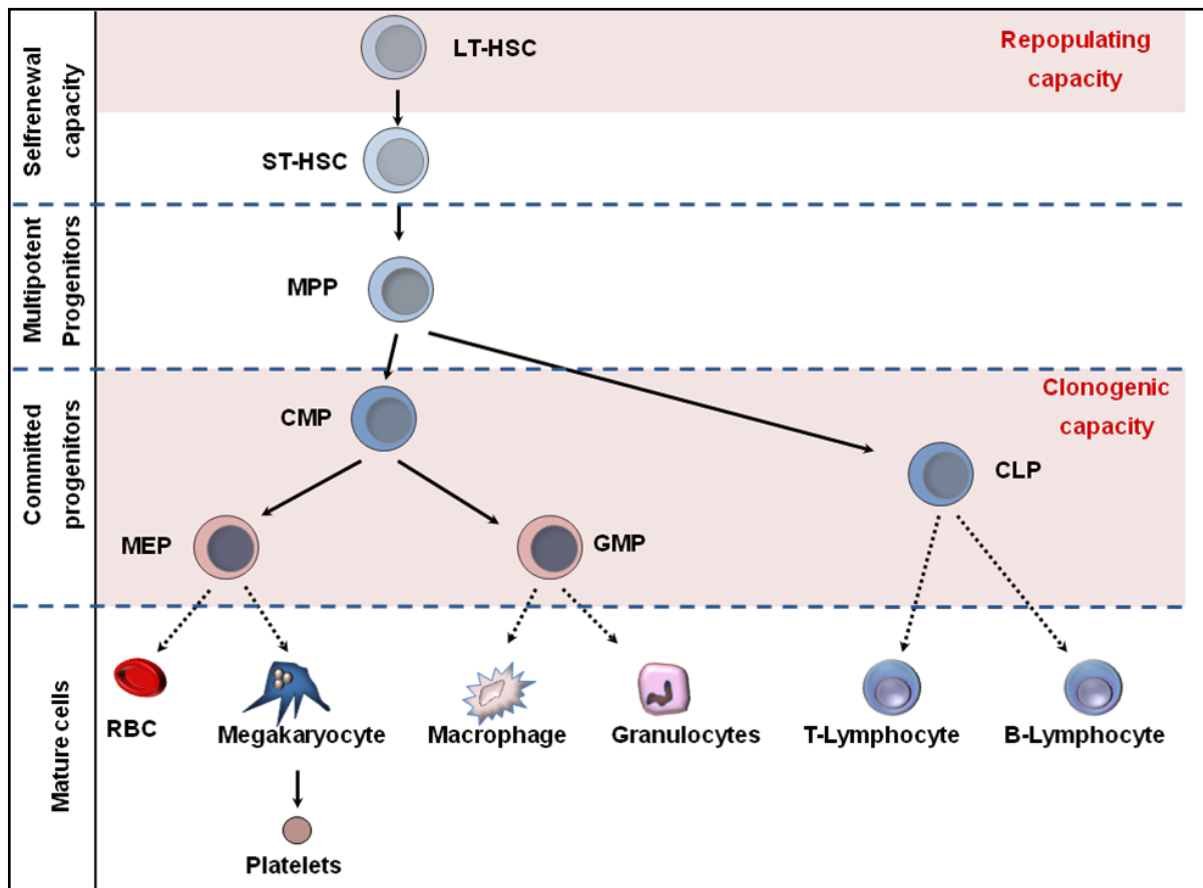 Selfrenewal
capacity
LT-HSC
Repopulating
capacity
ST-HSC
Multipotent
Progenitors
MPP
Committed
progenitors
CMP
Clonogenic
capacity
CLP
MEP
GMP
Mature cells
RBC
Megakaryocyte
Macrophage
Granulocytes
T-Lymphocyte
B-Lymphocyte
Platelets